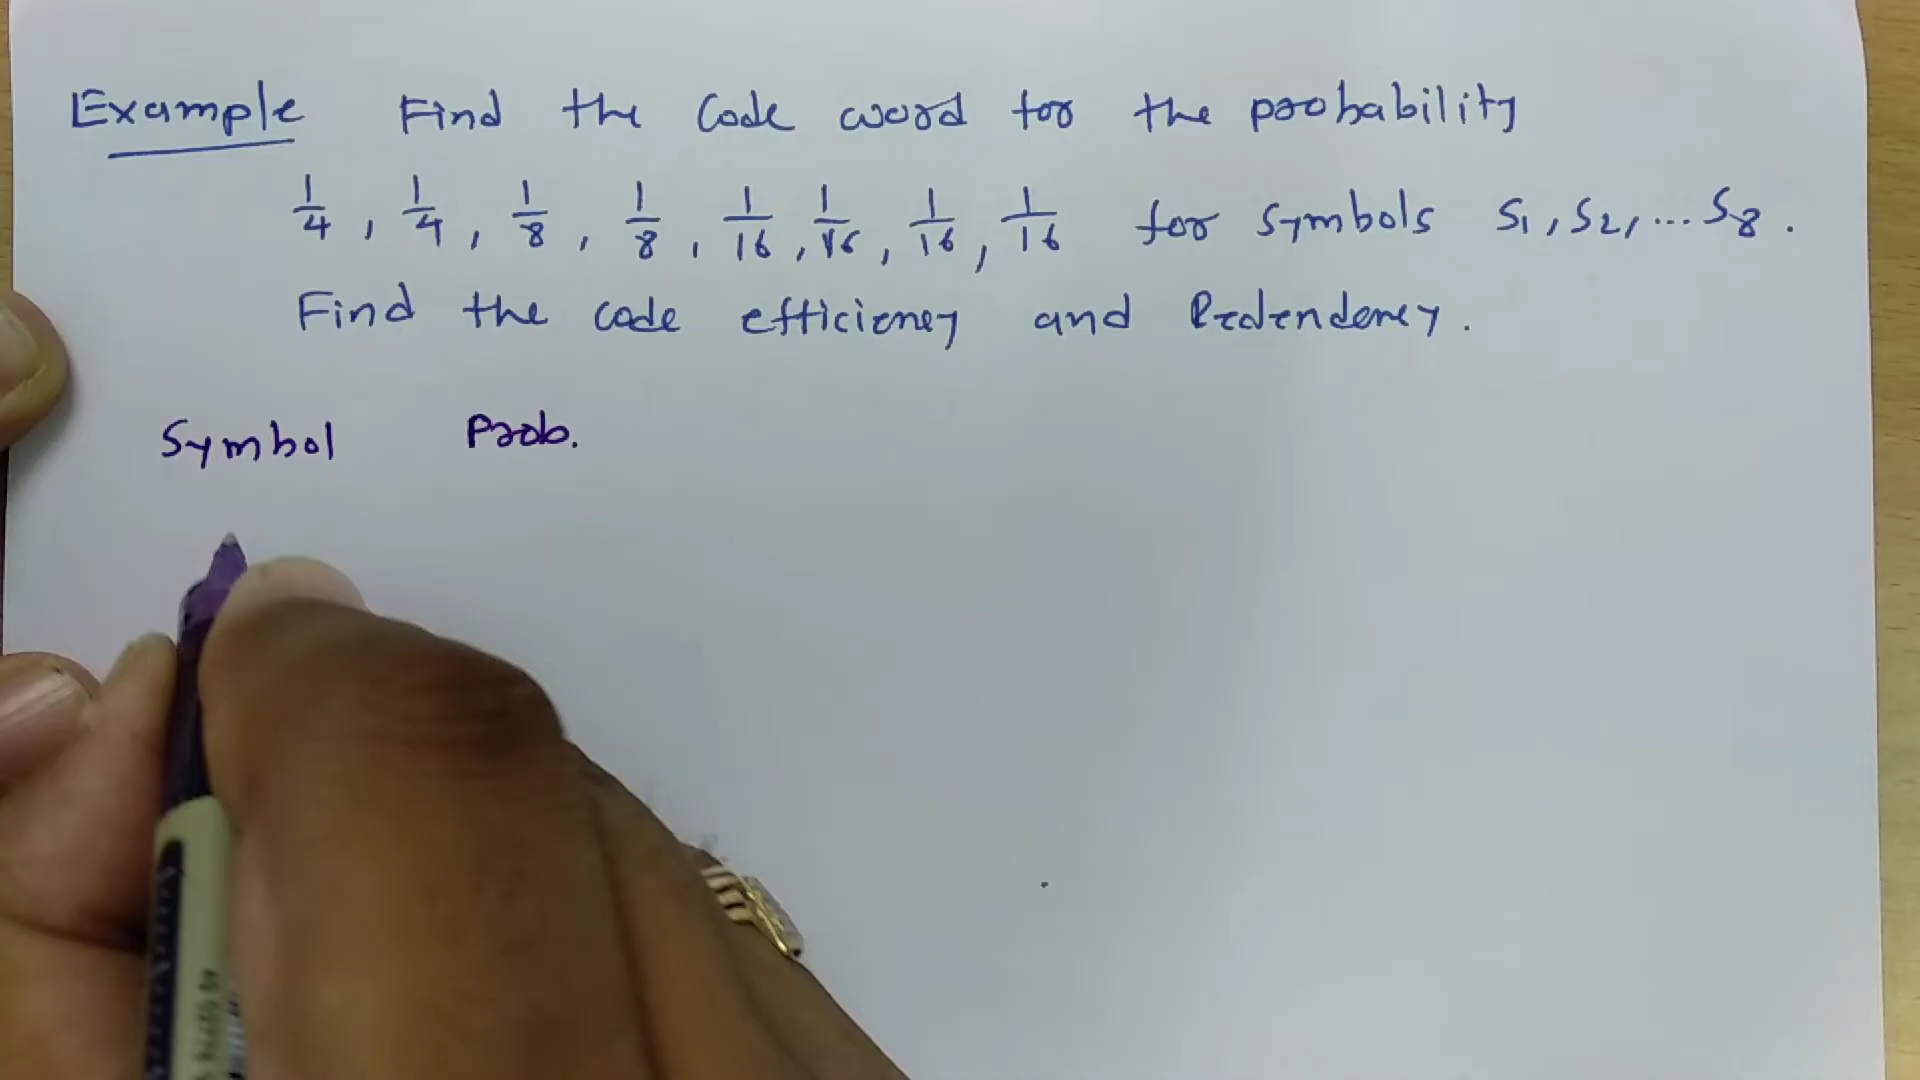 Example Find the Code word for the probability
1/4, 1/4, 1/8, 1/8, 1/16, 1/16, 1/16, 1/16 for symbols S1, S2, ... S8.
Find the code efficiency and Redendency.
Symbol Prob.